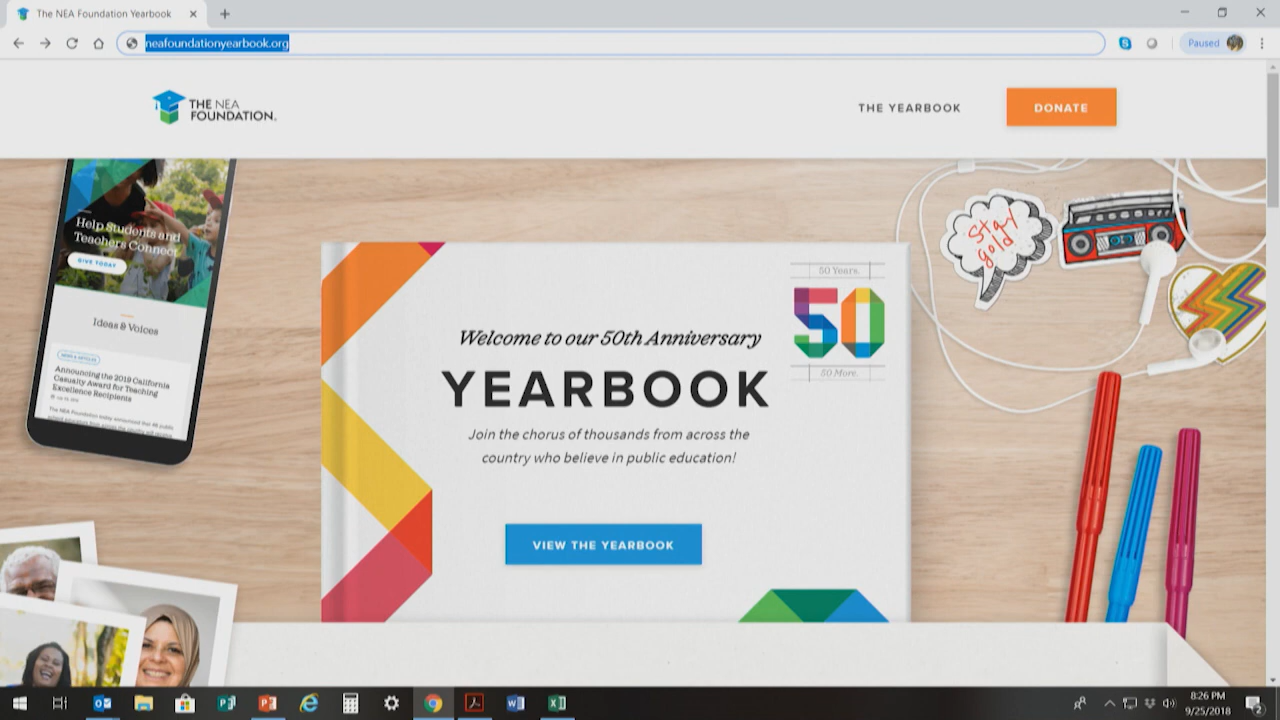 The NEA Foundation Yearbook
neafoundationyearbook.org
Paused
THE NEA
FOUNDATION.
THE YEARBOOK
DONATE
Help Students and
Teachers Connect
GIVE TODAY
Ideas & Voices
NEWS & ARTICLES
Announcing the 2019 California
Casualty Award for Teaching
Excellence Recipients
Stay
gold
50 Years.
50
50 More.
Welcome to our 50th Anniversary
YEARBOOK
Join the chorus of thousands from across the
country who believe in public education!
VIEW THE YEARBOOK
8:26 PM
9/25/2018
2